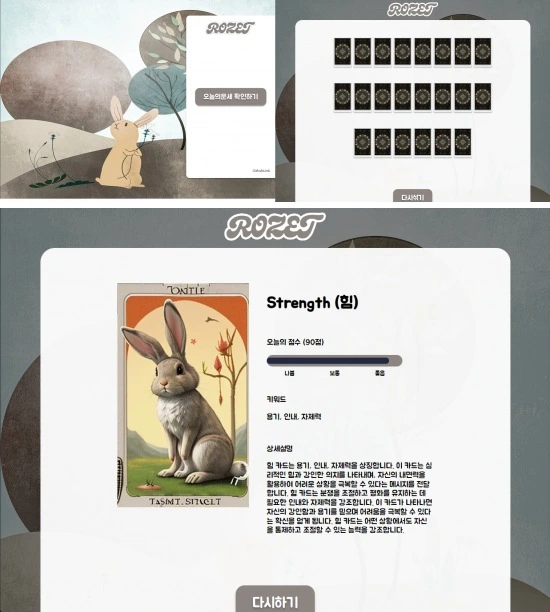 ROZET
오늘의운세 확인하기
ROZET
다시하기
ROZET
Strength (힘)
오늘의 점수 (90점)
나쁨 보통 좋음
키워드
용기, 인내, 자제력
상세설명
힘 카드는 용기, 인내, 자제력을 상징합니다. 이 카드는 심
리적인 힘과 강인한 의지를 나타내며, 자신의 내면력을
활용하여 어려운 상황을 극복할 수 있다는 메시지를 전달
합니다. 힘 카드는 분쟁을 조절하고 평화를 유지하는 데
필요한 인내와 자제력을 강조합니다. 이 카드가 나타나면
자신의 강인함과 용기를 믿으며 어려움을 극복할 수 있다
는 확신을 얻게 됩니다. 힘 카드는 어떤 상황에서도 자신
을 통제하고 조절할 수 있는 능력을 강조합니다.
다시하기